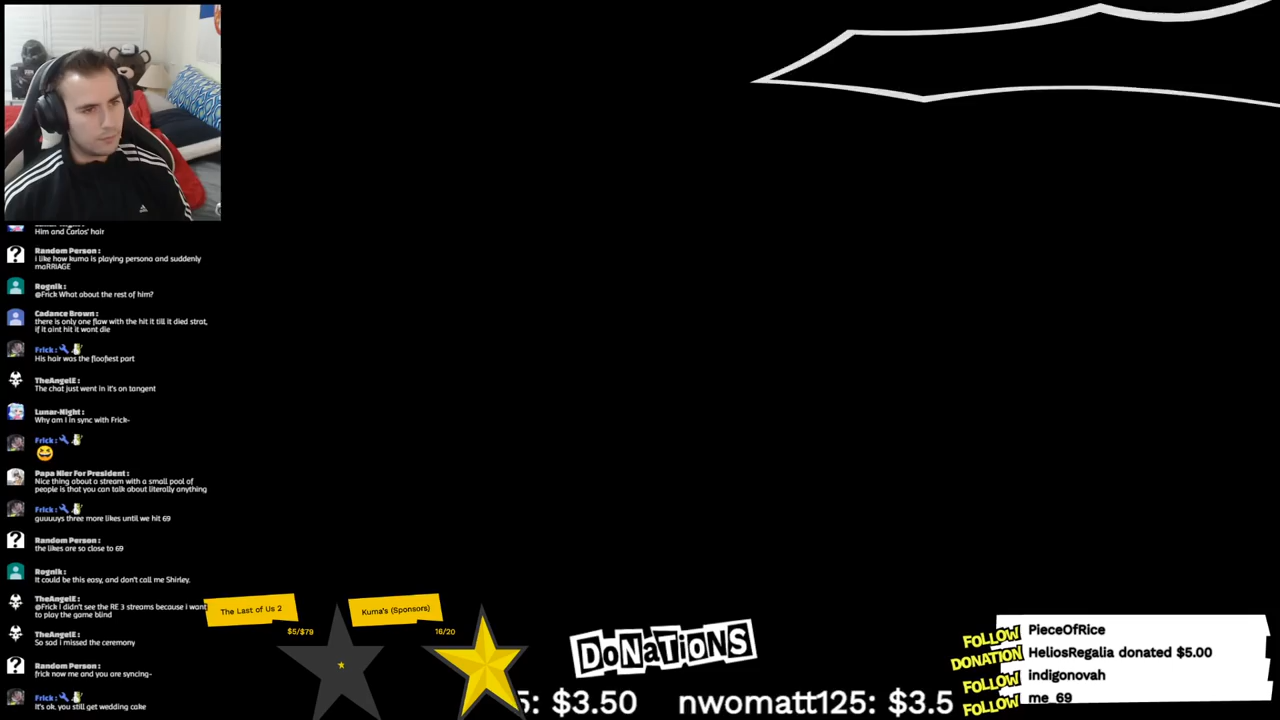 Him and Carlos' hair
Random Person :
i like how kuma is playing persona and suddenly
maRRIAGE
Rognik :
@Frick What about the rest of him?
Cadance Brown :
there is only one flaw with the hit it till it died strat,
if it aint hit it wont die
Frick :
His hair was the floofiest part
TheAngelE :
The chat just went in it's on tangent
Lunar-Night :
Why am I in sync with Frick-
Frick :
Papa Nier For President :
Nice thing about a stream with a small pool of
people is that you can talk about literally anything
Frick :
guuuuys three more likes until we hit 69
Random Person :
the likes are so close to 69
Rognik :
It could be this easy, and don't call me Shirley.
TheAngelE :
@Frick I didn't see the RE 3 streams because i want
to play the game blind
TheAngelE :
So sad i missed the ceremony
Random Person :
frick now me and you are syncing-
Frick :
It's ok, you still get wedding cake
The Last of Us 2
$5/$79
Kuma's (Sponsors)
16/20
DONATIONS
5: $3.50 nwomatt125: $3.5
FOLLOW PieceOfRice
DONATION HeliosRegalia donated $5.00
FOLLOW indigonovah
FOLLOW me 69